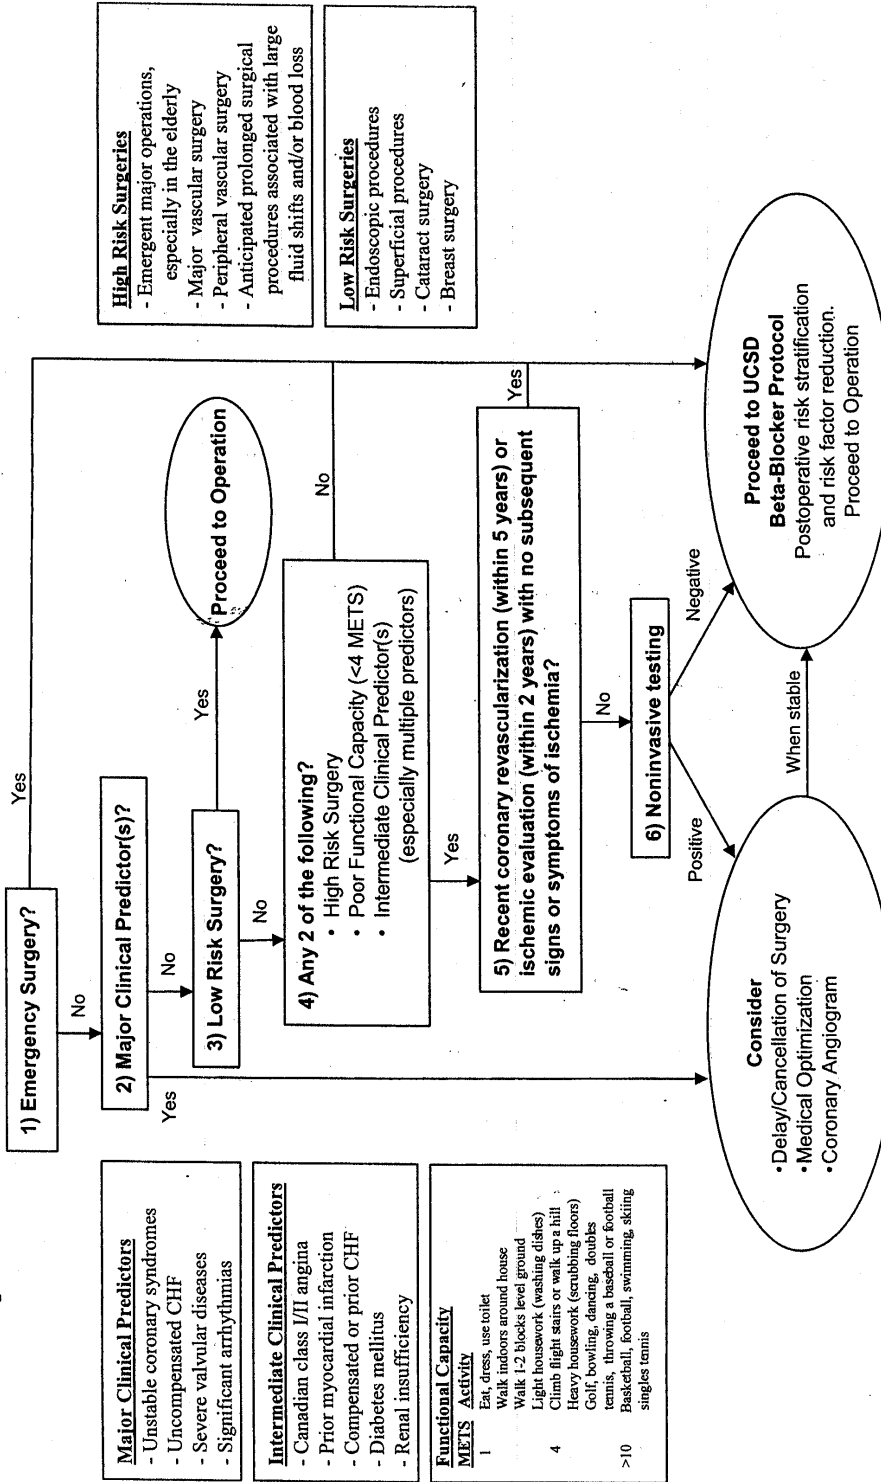 1) Emergency Surgery?
Yes
No
2) Major Clinical Predictor(s)?
Yes
No
3) Low Risk Surgery?
Yes
Proceed to Operation
No
4) Any 2 of the following?
• High Risk Surgery
• Poor Functional Capacity (<4 METS)
• Intermediate Clinical Predictor(s)
(especially multiple predictors)
No
Yes
5) Recent coronary revascularization (within 5 years) or
ischemic evaluation (within 2 years) with no subsequent
signs or symptoms of ischemia?
Yes
No
6) Noninvasive testing
Positive
Negative
Consider
•Delay/Cancellation of Surgery
•Medical Optimization
•Coronary Angiogram
When stable
Proceed to UCSD
Beta-Blocker Protocol
Postoperative risk stratification
and risk factor reduction.
Proceed to Operation
Major Clinical Predictors
- Unstable coronary syndromes
- Uncompensated CHF
- Severe valvular diseases
- Significant arrhythmias
Intermediate Clinical Predictors
- Canadian class I/II angina
- Prior myocardial infarction
- Compensated or prior CHF
- Diabetes mellitus
- Renal insufficiency
Functional Capacity
METS Activity
1 Eat, dress, use toilet
Walk indoors around house
Walk 1-2 blocks level ground
Light housework (washing dishes)
4 Climb flight stairs or walk up a hill
Heavy housework (scrubbing floors)
Golf, bowling, dancing, doubles
tennis, throwing a baseball or football
>10 Basketball, football, swimming, skiing
singles tennis
High Risk Surgeries
- Emergent major operations,
especially in the elderly
- Major vascular surgery
- Peripheral vascular surgery
- Anticipated prolonged surgical
procedures associated with large
fluid shifts and/or blood loss
Low Risk Surgeries
- Endoscopic procedures
- Superficial procedures
- Cataract surgery
- Breast surgery